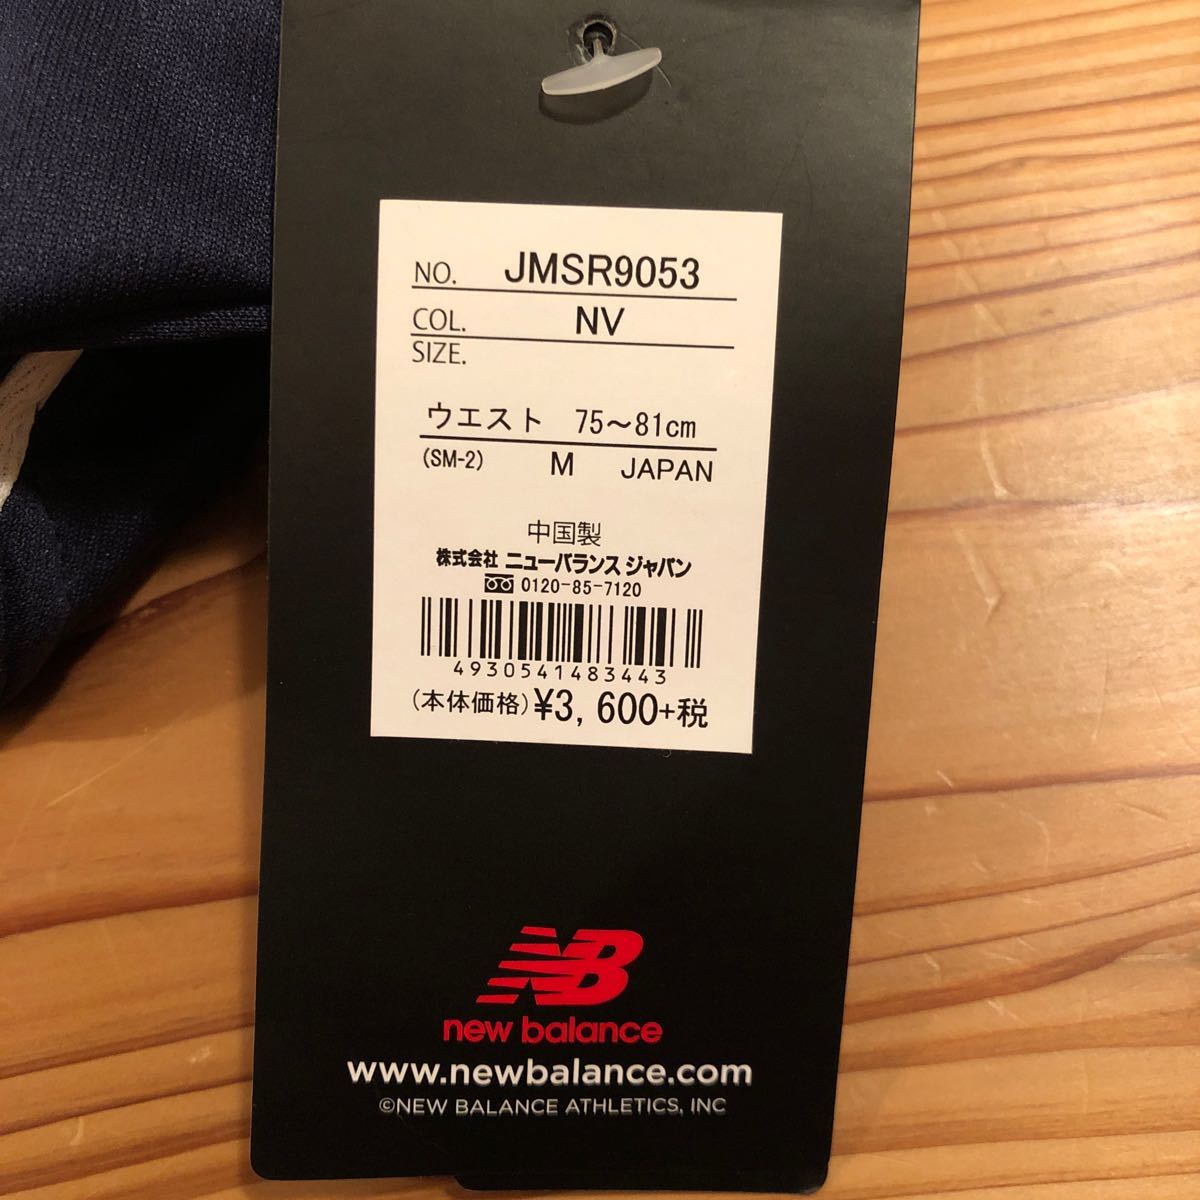 NO. JMSR9053
COL. NV
SIZE.
ウエスト 75～81cm
(SM-2) M JAPAN
中国製
株式会社 ニューバランス ジャパン
0120-85-7120
4930541483443
(本体価格)¥3,600+税
NB
new balance
www.newbalance.com
©NEW BALANCE ATHLETICS, INC